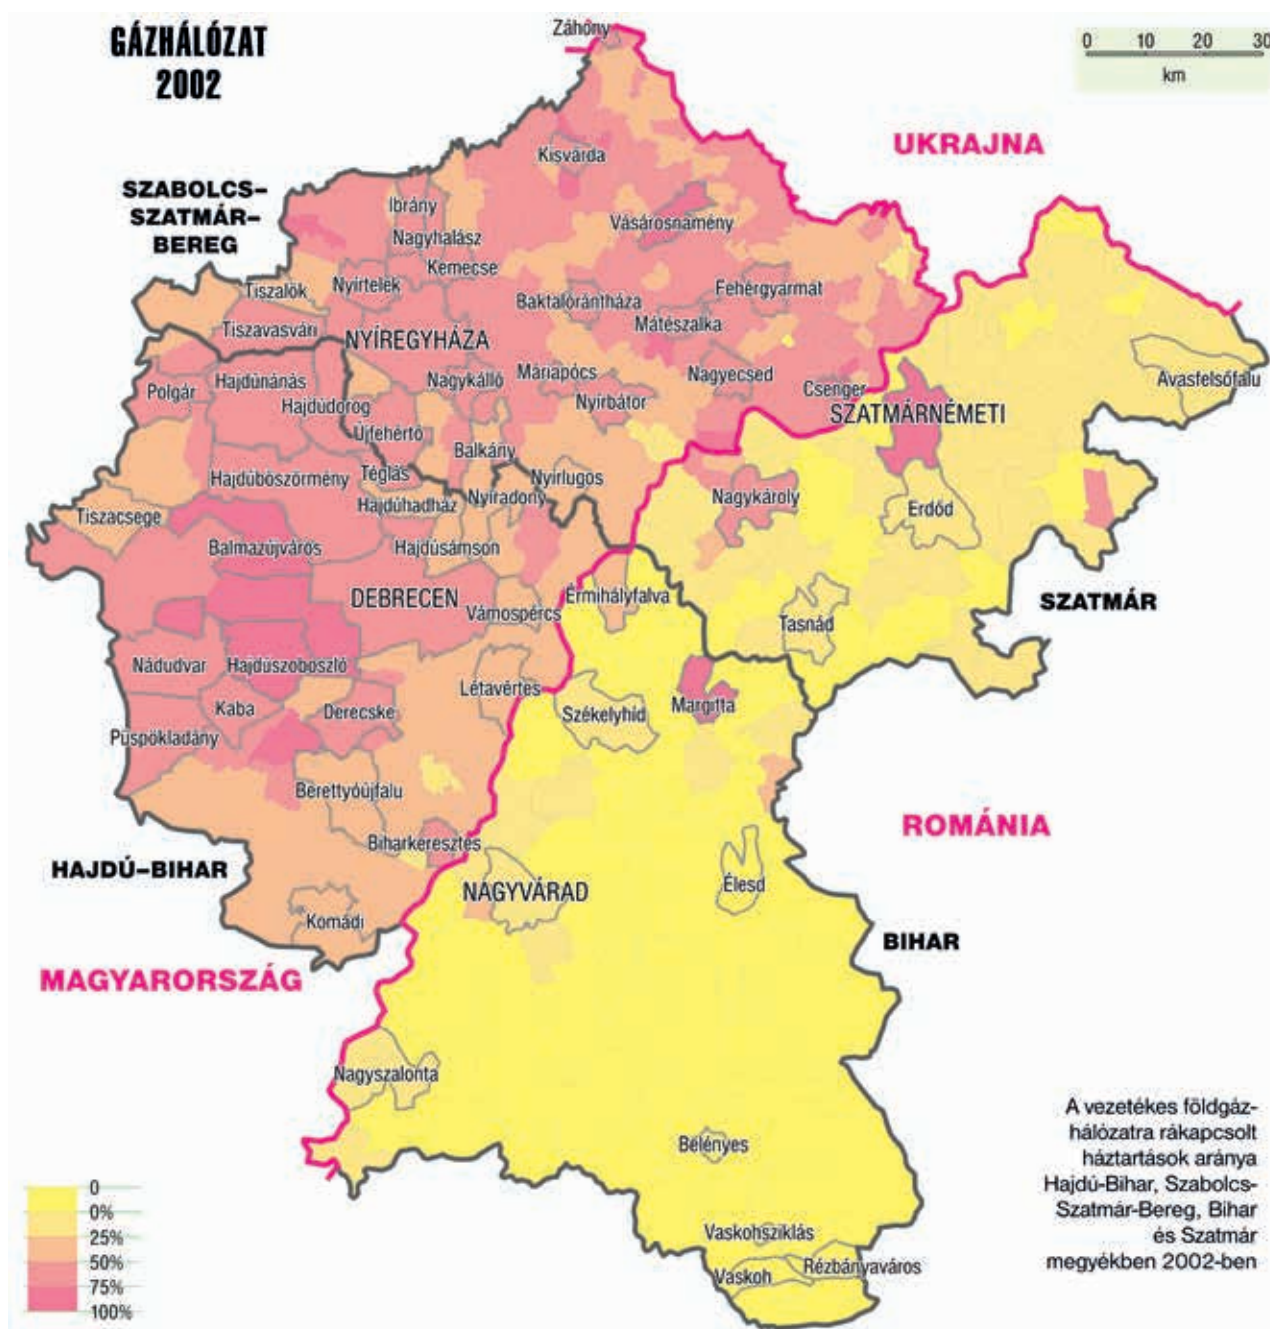 GÁZHÁLÓZAT
2002
Záhony
0 10 20 30
km
UKRAJNA
Kisvárda
SZABOLCS–
SZATMÁR–
BEREG
Ibrány
Vásárosnamény
Nagyhalász
Kemecse
Nyírtelek
Tiszalök
Baktalórántháza
Fehérgyarmat
Tiszavasvári
Mátészalka
NYÍREGYHÁZA
Polgár
Hajdúnánás
Nagykálló
Máriapócs
Nagyecsed
Csenger
Avasfelsőfalu
Hajdúdorog
Nyírbátor
SZATMÁRNÉMETI
Újfehértó
Balkány
Hajdúböszörmény
Téglás
Nyírlugos
Nagykároly
Nyíradony
Hajdúhadház
Erdőd
Tiszacsege
Balmazújváros
Hajdúsámson
DEBRECEN
Érmihályfalva
SZATMÁR
Vámospércs
Tasnád
Nádudvar
Hajdúszoboszló
Létavértes
Kaba
Derecske
Székelyhíd
Margitta
Püspökladány
Berettyóújfalu
ROMÁNIA
Biharkeresztes
HAJDÚ–BIHAR
NAGYVÁRAD
Élesd
Komádi
BIHAR
MAGYARORSZÁG
Nagyszalonta
Belényes
Vaskohsziklás
Vaskoh
Rézbányaváros
0
0%
25%
50%
75%
100%
A vezetékes földgáz-
hálózatra rákapcsolt
háztartások aránya
Hajdú-Bihar, Szabolcs-
Szatmár-Bereg, Bihar
és Szatmár
megyékben 2002-ben